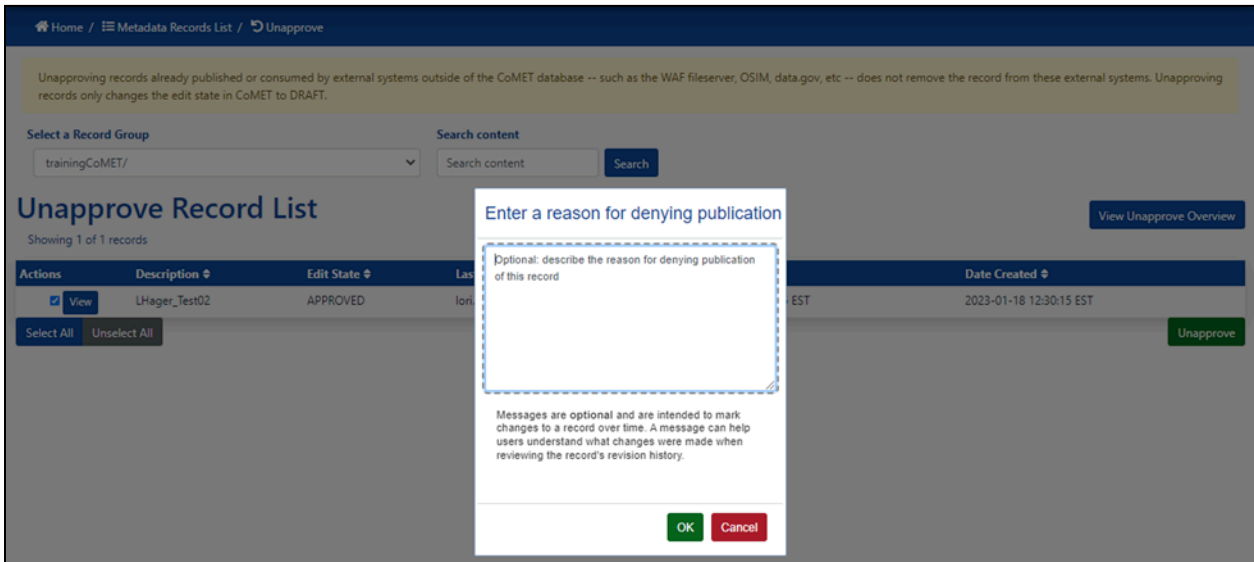 Home / Metadata Records List / Unapprove
Unapproving records already published or consumed by external systems outside of the CoMET database -- such as the WAF fileserver, OSIM, data.gov, etc -- does not remove the record from these external systems. Unapproving
records only changes the edit state in CoMET to DRAFT.
Select a Record Group
Search content
trainingCoMET/
Search content
Search
Unapprove Record List
View Unapprove Overview
Showing 1 of 1 records
Actions Description Edit State Las Date Created
View LHager_Test02 APPROVED lori. EST 2023-01-18 12:30:15 EST
Select All Unselect All
Unapprove
Enter a reason for denying publication
Optional: describe the reason for denying publication
of this record
Messages are optional and are intended to mark
changes to a record over time. A message can help
users understand what changes were made when
reviewing the record's revision history.
OK Cancel